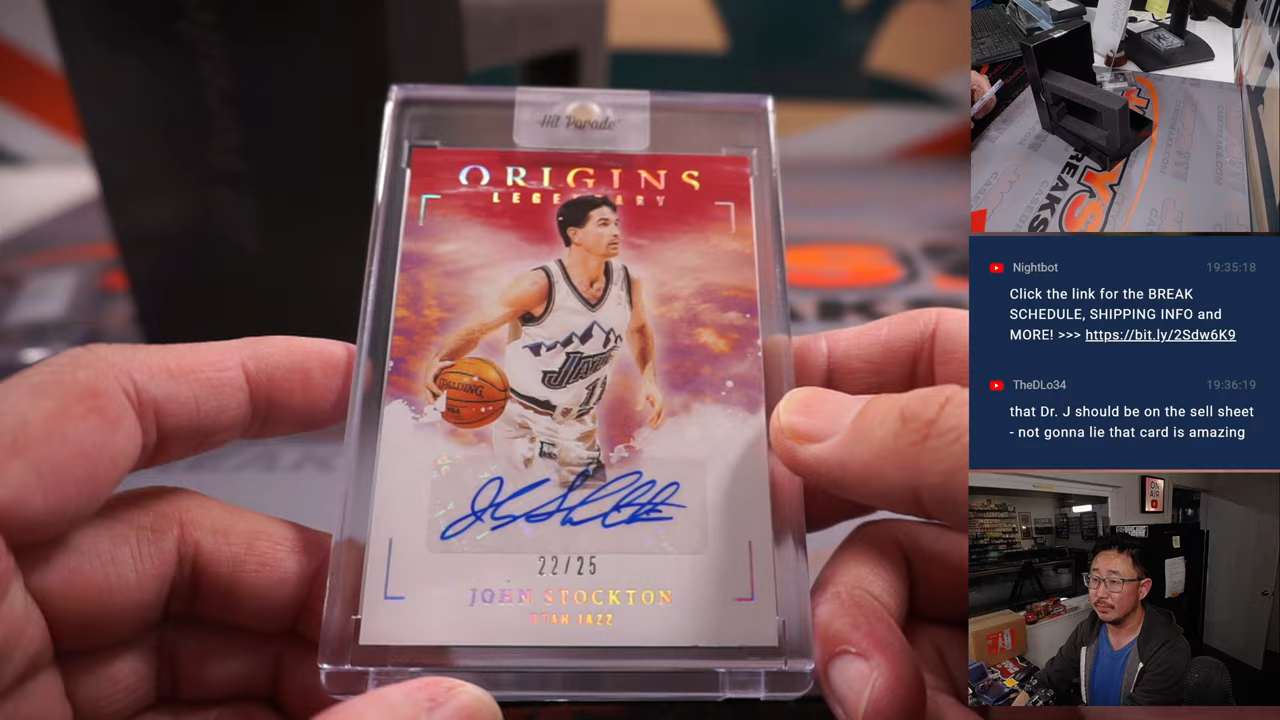 Hit Parade
ORIGINS
LEGENDARY
SPALDING
JAZZ
12
22/25
JOHN STOCKTON
UTAH JAZZ
Nightbot
19:35:18
Click the link for the BREAK
SCHEDULE, SHIPPING INFO and
MORE! >>> https://bit.ly/2Sdw6K9
TheDLo34
19:36:19
that Dr. J should be on the sell sheet
- not gonna lie that card is amazing
ON
AIR